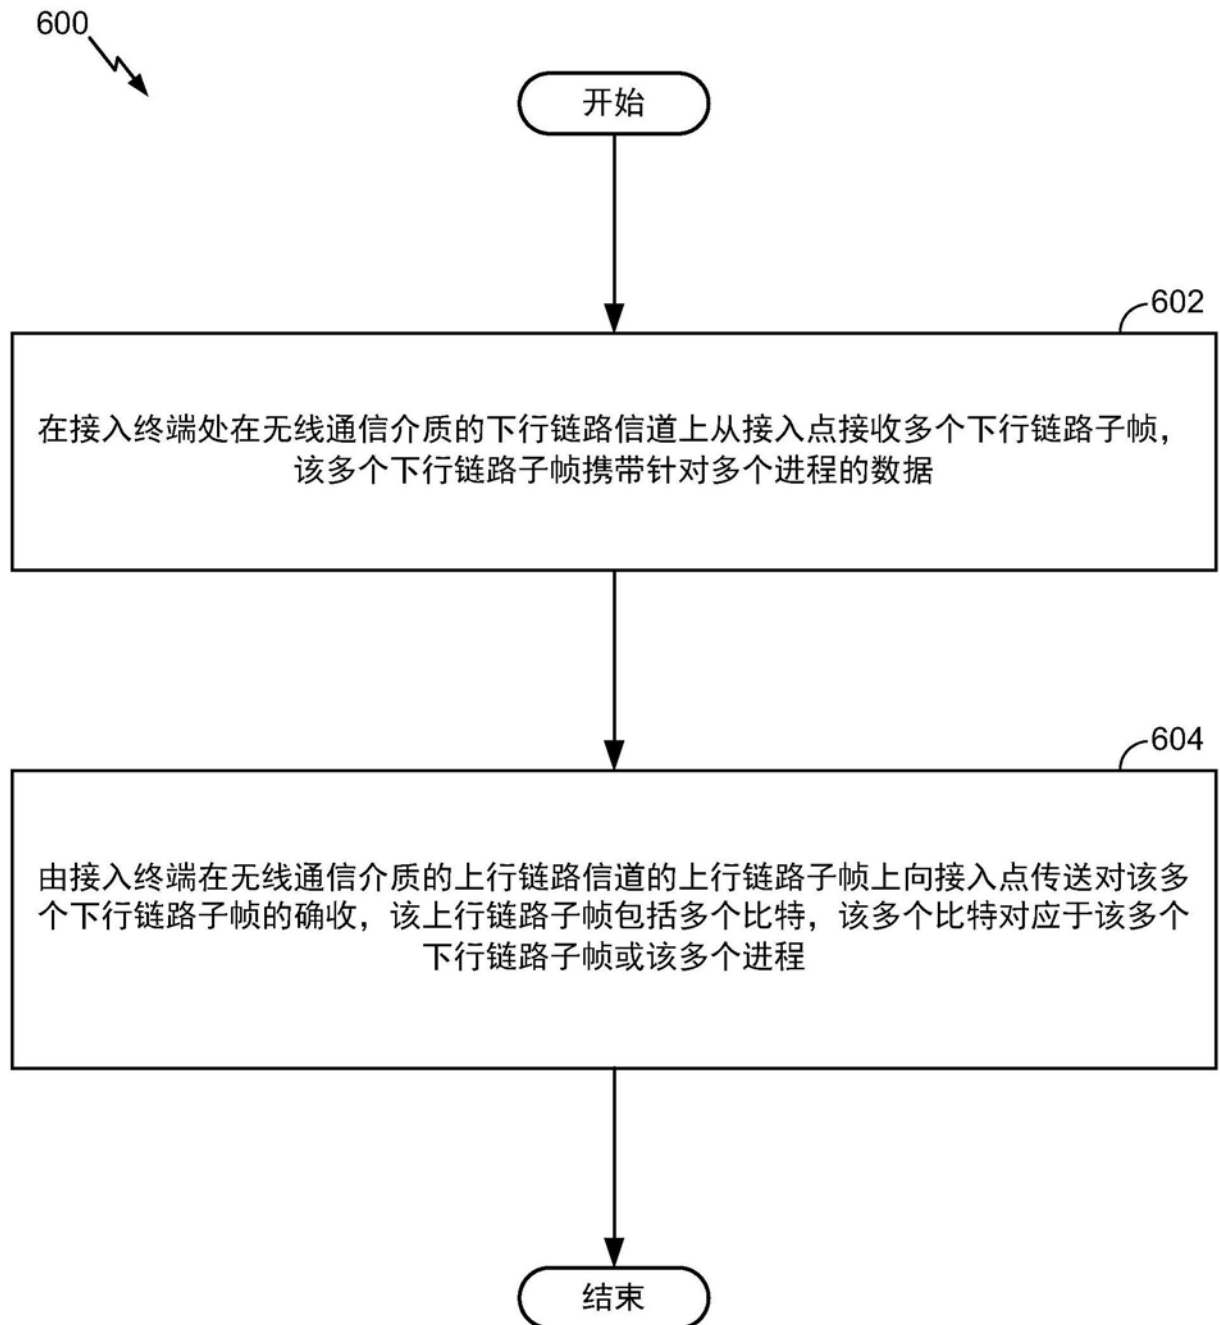 600
开始
602
在接入终端处在无线通信介质的下行链路信道上从接入点接收多个下行链路子帧，
该多个下行链路子帧携带针对多个进程的数据
604
由接入终端在无线通信介质的上行链路信道的上行链路子帧上向接入点传送对该多
个下行链路子帧的确收，该上行链路子帧包括多个比特，该多个比特对应于该多个
下行链路子帧或该多个进程
结束